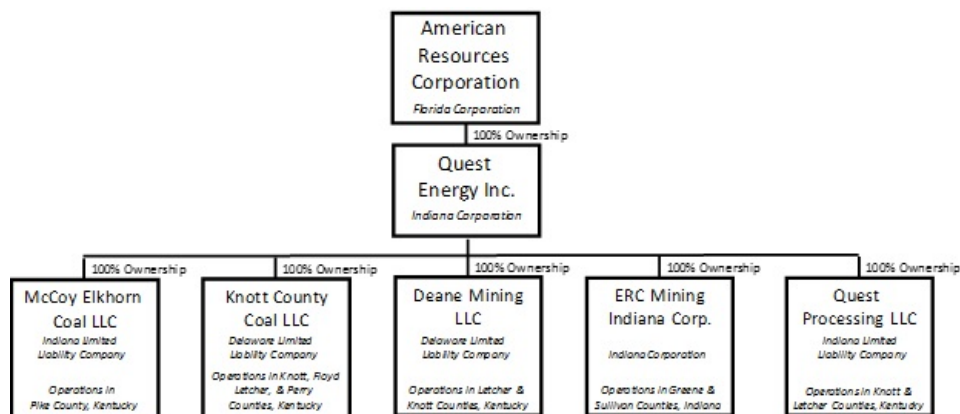 American
Resources
Corporation
Florida Corporation
100% Ownership
Quest
Energy Inc.
Indiana Corporation
100% Ownership
100% Ownership
100% Ownership
100% Ownership
100% Ownership
McCoy Elkhorn
Coal LLC
Indiana Limited
Liability Company
Operations in
Pike County, Kentucky
Knott County
Coal LLC
Delaware Limited
Liability Company
Operations in Knott, Floyd
Letcher, & Perry
Counties, Kentucky
Deane Mining
LLC
Delaware Limited
Liability Company
Operations in Letcher &
Knott Counties, Kentucky
ERC Mining
Indiana Corp.
Indiana Corporation
Operations in Greene &
Sullivan Counties, Indiana
Quest
Processing LLC
Indiana Limited
Liability Company
Operations in Knott &
Letcher Counties, Kentucky